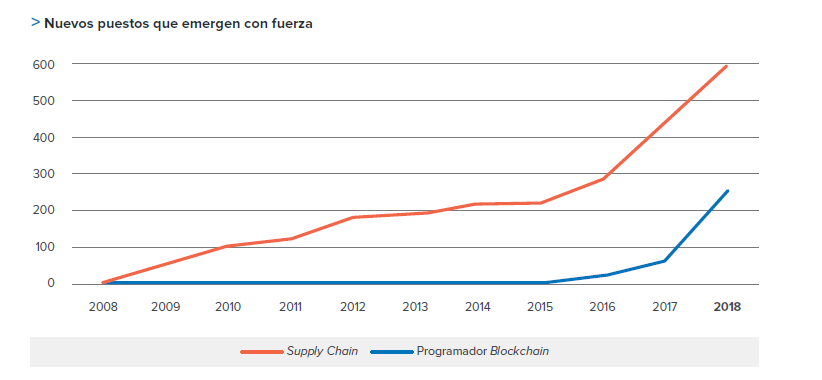 > Nuevos puestos que emergen con fuerza
600
500
400
300
200
100
0
2008 2009 2010 2011 2012 2013 2014 2015 2016 2017 2018
Supply Chain Programador Blockchain